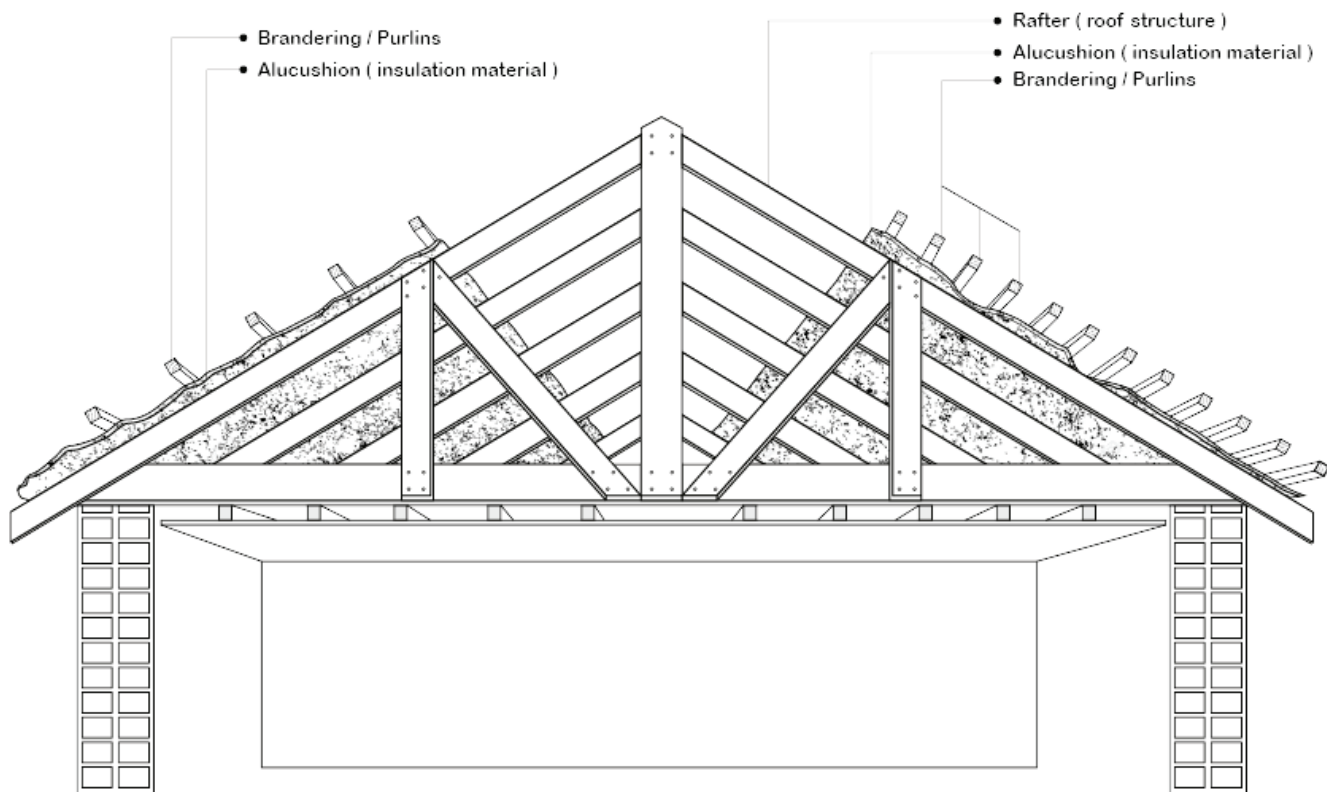 Brandering / Purlins
Alucushion ( insulation material )
Rafter ( roof structure )
Alucushion ( insulation material )
Brandering / Purlins